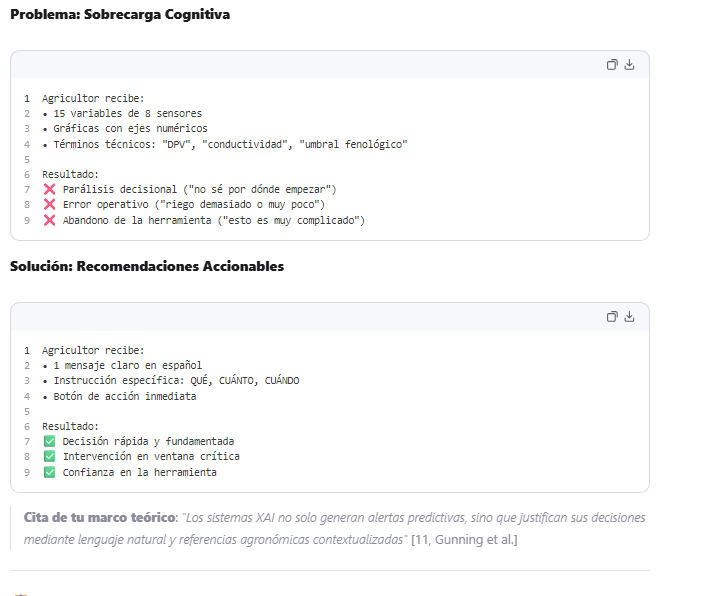 Problema: Sobrecarga Cognitiva
1 Agricultor recibe:
2 • 15 variables de 8 sensores
3 • Gráficas con ejes numéricos
4 • Términos técnicos: "DPV", "conductividad", "umbral fenológico"
5
6 Resultado:
7 ❌ Parálisis decisional ("no sé por dónde empezar")
8 ❌ Error operativo ("riego demasiado o muy poco")
9 ❌ Abandono de la herramienta ("esto es muy complicado")
Solución: Recomendaciones Accionables
1 Agricultor recibe:
2 • 1 mensaje claro en español
3 • Instrucción específica: QUÉ, CUÁNTO, CUÁNDO
4 • Botón de acción inmediata
5
6 Resultado:
7 ✅ Decisión rápida y fundamentada
8 ✅ Intervención en ventana crítica
9 ✅ Confianza en la herramienta
Cita de tu marco teórico: "Los sistemas XAI no solo generan alertas predictivas, sino que justifican sus decisiones
mediante lenguaje natural y referencias agronómicas contextualizadas" [11, Gunning et al.]